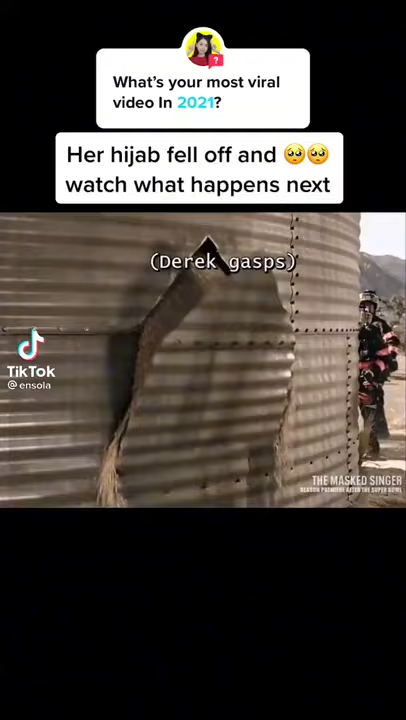 What's your most viral
video In 2021?
Her hijab fell off and 🥺🥺
watch what happens next
(Derek gasps)
TikTok
@ensola
THE MASKED SINGER
SEASON PREMIERE AFTER THE SUPER BOWL